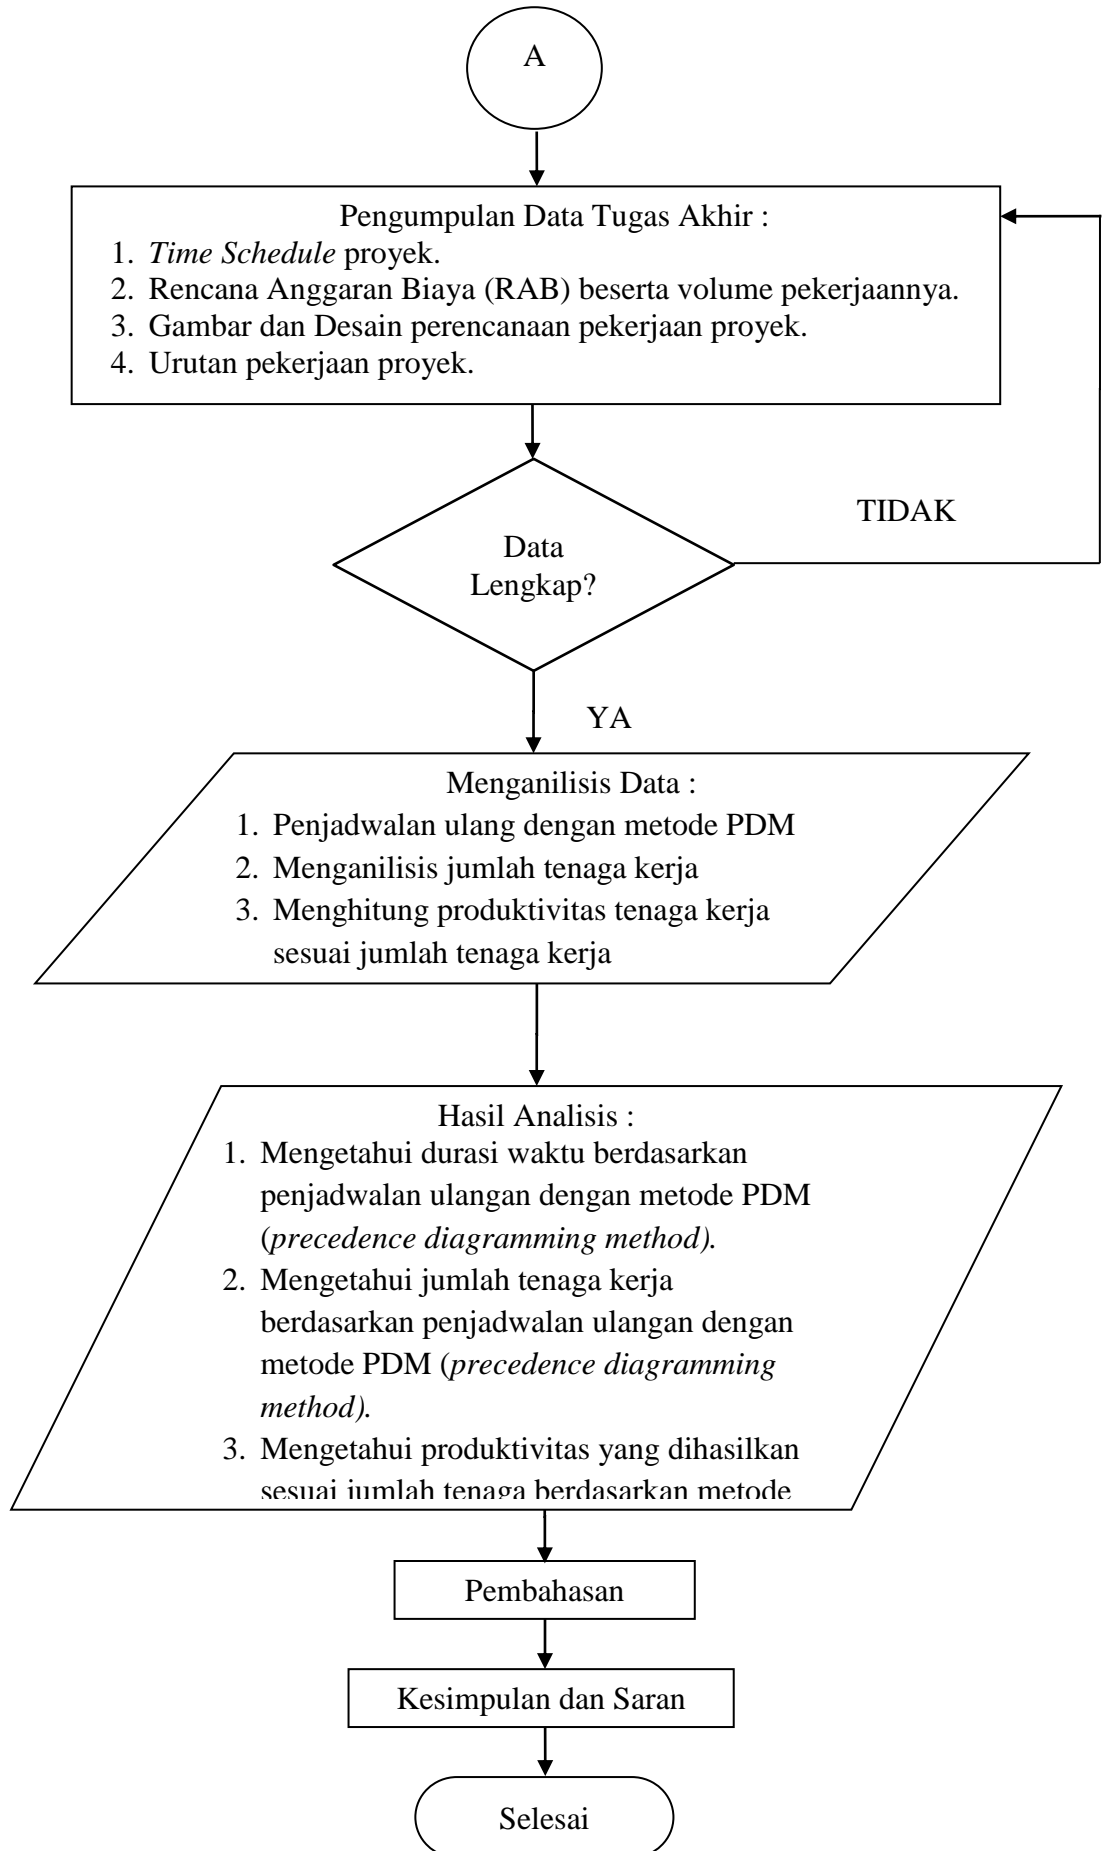 A
Pengumpulan Data Tugas Akhir :
1. Time Schedule proyek.
2. Rencana Anggaran Biaya (RAB) beserta volume pekerjaannya.
3. Gambar dan Desain perencanaan pekerjaan proyek.
4. Urutan pekerjaan proyek.
TIDAK
Data
Lengkap?
YA
Menganilisis Data :
1. Penjadwalan ulang dengan metode PDM
2. Menganilisis jumlah tenaga kerja
3. Menghitung produktivitas tenaga kerja
sesuai jumlah tenaga kerja
Hasil Analisis :
1. Mengetahui durasi waktu berdasarkan
penjadwalan ulangan dengan metode PDM
(precedence diagramming method).
2. Mengetahui jumlah tenaga kerja
berdasarkan penjadwalan ulangan dengan
metode PDM (precedence diagramming
method).
3. Mengetahui produktivitas yang dihasilkan
sesuai jumlah tenaga berdasarkan metode
Pembahasan
Kesimpulan dan Saran
Selesai